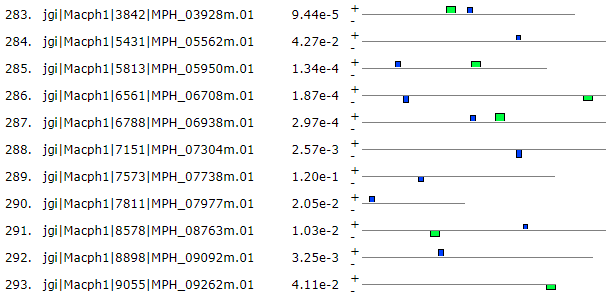 283. jgi|Macph1|3842|MPH_03928m.01 9.44e-5 + -
284. jgi|Macph1|5431|MPH_05562m.01 4.27e-2 + -
285. jgi|Macph1|5813|MPH_05950m.01 1.34e-4 + -
286. jgi|Macph1|6561|MPH_06708m.01 1.87e-4 + -
287. jgi|Macph1|6788|MPH_06938m.01 2.97e-4 + -
288. jgi|Macph1|7151|MPH_07304m.01 2.57e-3 + -
289. jgi|Macph1|7573|MPH_07738m.01 1.20e-1 + -
290. jgi|Macph1|7811|MPH_07977m.01 2.05e-2 + -
291. jgi|Macph1|8578|MPH_08763m.01 1.03e-2 + -
292. jgi|Macph1|8898|MPH_09092m.01 3.25e-3 + -
293. jgi|Macph1|9055|MPH_09262m.01 4.11e-2 + -